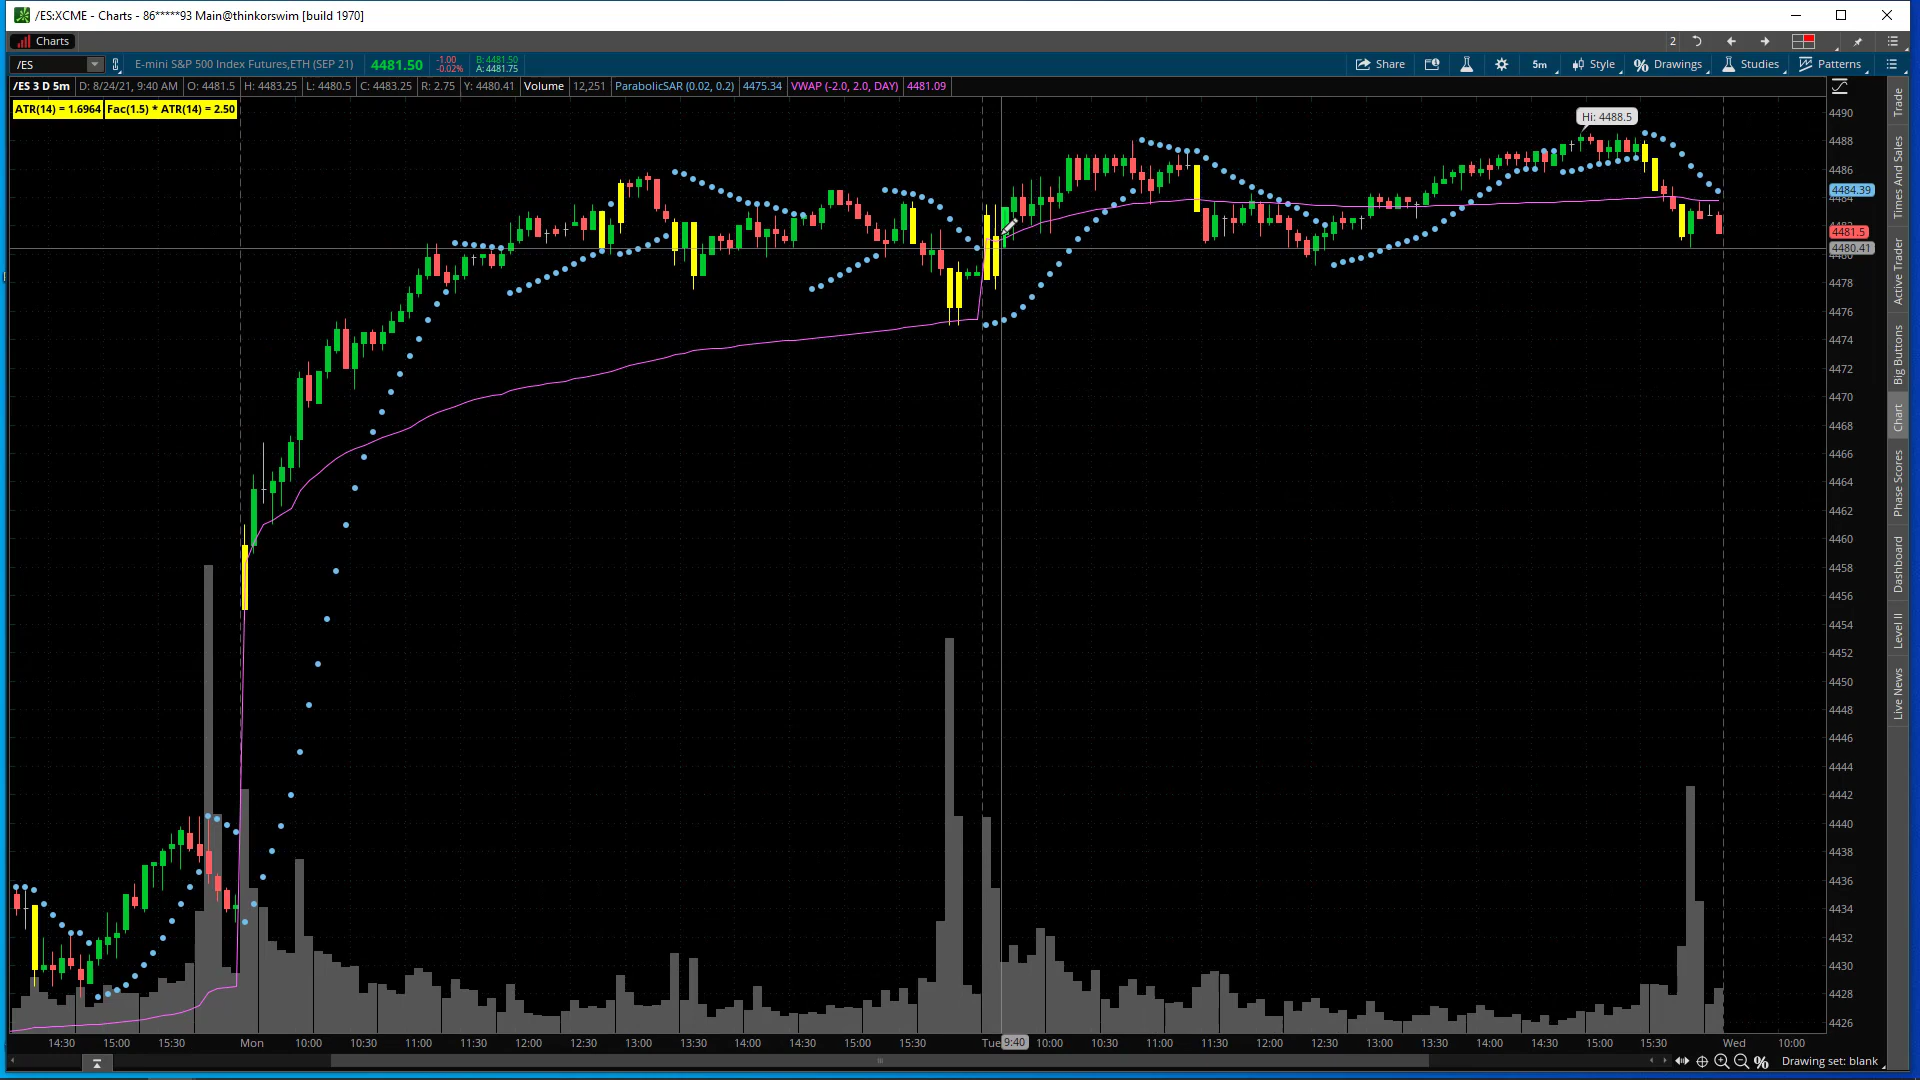 /ES:XCME - Charts - 86*****93 Main@thinkorswim [build 1970]
Charts
2
/ES
E-mini S&P 500 Index Futures,ETH (SEP 21)
4481.50
-1.00
-0.02%
B: 4481.50
A: 4481.75
Share
5m
Style
Drawings
Studies
Patterns
/ES 3 D 5m
D: 8/24/21, 9:40 AM
O: 4481.5
H: 4483.25
L: 4480.5
C: 4483.25
R: 2.75
Y: 4480.41
Volume
12,251
ParabolicSAR (0.02, 0.2)
4475.34
VWAP (-2.0, 2.0, DAY)
4481.09
ATR(14) = 1.6964
Fac(1.5) * ATR(14) = 2.50
Hi: 4488.5
4490
4488
4486
4484.39
4484
4482
4481.5
4480.41
4480
4478
4476
4474
4472
4470
4468
4466
4464
4462
4460
4458
4456
4454
4452
4450
4448
4446
4444
4442
4440
4438
4436
4434
4432
4430
4428
4426
Trade
Times And Sales
Active Trader
Big Buttons
Chart
Phase Scores
Dashboard
Level II
Live News
14:30
15:00
15:30
Mon
10:00
10:30
11:00
11:30
12:00
12:30
13:00
13:30
14:00
14:30
15:00
15:30
Tue
9:40
10:00
10:30
11:00
11:30
12:00
12:30
13:00
13:30
14:00
14:30
15:00
15:30
Wed
10:00
Drawing set: blank